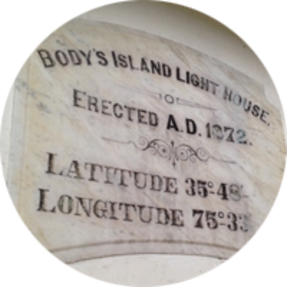 BODY'S ISLAND LIGHT HOUSE.
ERECTED A.D. 1872.
LATITUDE 35°-48'
LONGITUDE 75°-33'